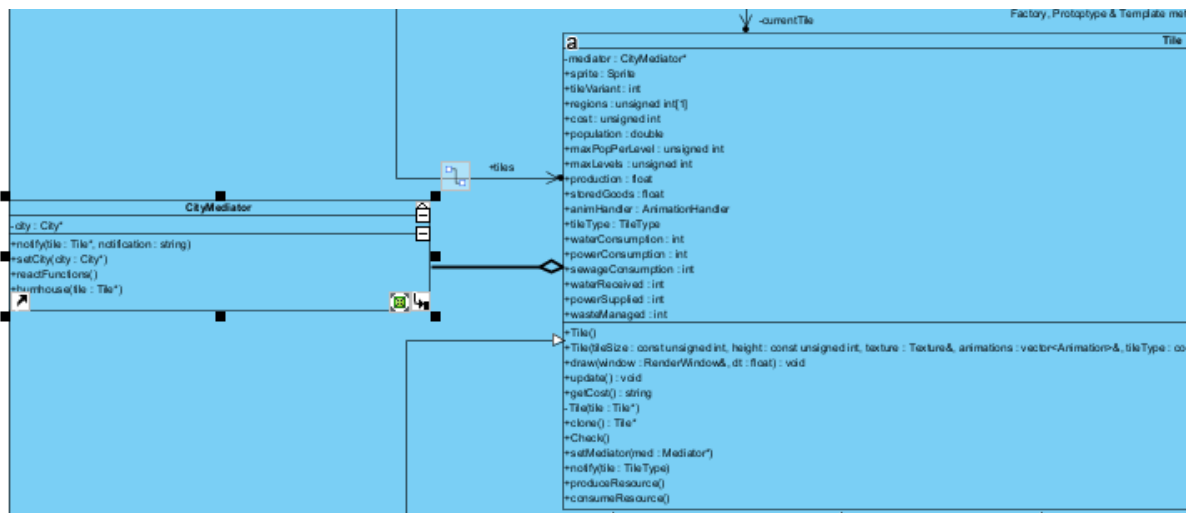 -currentTile
Factory, Protoptype & Template met
a
Tile
-mediator : CityMediator*
+sprite : Sprite
+tileVariant : int
+regions : unsigned int[1]
+cost : unsigned int
+population : double
+maxPopPerLevel : unsigned int
+maxLevels : unsigned int
+production : float
+storedGoods : float
+animHandler : AnimationHandler
+tileType : TileType
+waterConsumption : int
+powerConsumption : int
+sewageConsumption : int
+waterReceived : int
+powerSupplied : int
+wasteManaged : int
+Tile()
+Tile(tileSize : const unsigned int, height : const unsigned int, texture : Texture&, animations : vector<Animation>&, tileType : co
+draw(window : RenderWindow&, dt : float) : void
+update() : void
+getCost() : string
-Tile(tile : Tile*)
+clone() : Tile*
+Check()
+setMediator(med : Mediator*)
+notify(tile : TileType)
+produceResource()
+consumeResource()
+tiles
CityMediator
-city : City*
+notify(tile : Tile*, notification : string)
+setCity(city : City*)
+reactFunctions()
+burnhouse(tile : Tile*)